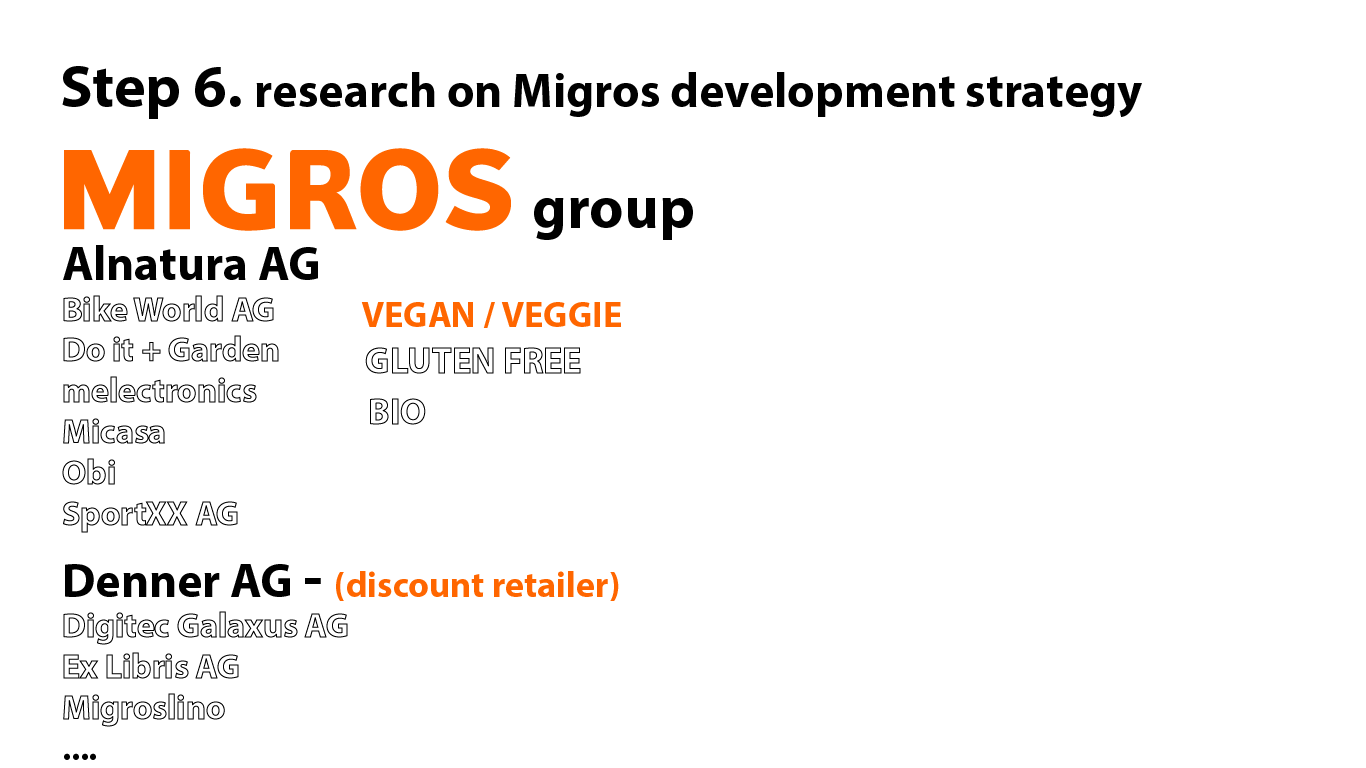 Step 6. research on Migros development strategy
MIGROS group
Alnatura AG
Bike World AG
Do it + Garden
melectronics
Micasa
Obi
SportXX AG
VEGAN / VEGGIE
GLUTEN FREE
BIO
Denner AG - (discount retailer)
Digitec Galaxus AG
Ex Libris AG
Migroslino
....